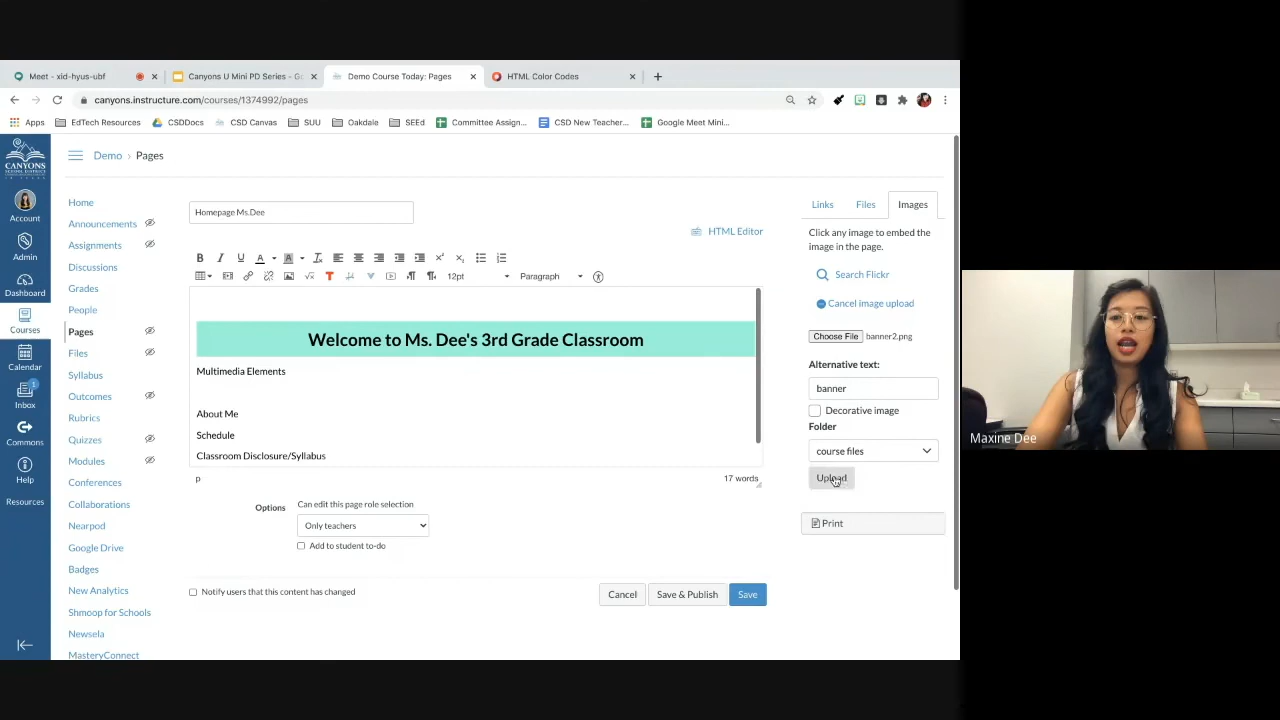 Meet - xid-hyus-ubf
Canyons U Mini PD Series - Go
Demo Course Today: Pages
HTML Color Codes
canyons.instructure.com/courses/1374992/pages
Apps
EdTech Resources
CSDDocs
CSD Canvas
SUU
Oakdale
SEEd
Committee Assign...
CSD New Teacher...
Google Meet Mini...
CANYONS
SCHOOL DISTRICT
Account
Admin
Dashboard
Courses
Calendar
1
Inbox
Commons
Help
Resources
Demo › Pages
Home
Announcements
Assignments
Discussions
Grades
People
Pages
Files
Syllabus
Outcomes
Rubrics
Quizzes
Modules
Conferences
Collaborations
Nearpod
Google Drive
Badges
New Analytics
Shmoop for Schools
Newsela
MasteryConnect
Homepage Ms.Dee
HTML Editor
12pt
Paragraph
Welcome to Ms. Dee's 3rd Grade Classroom
Multimedia Elements
About Me
Schedule
Classroom Disclosure/Syllabus
p
17 words
Options
Can edit this page role selection
Only teachers
Add to student to-do
Notify users that this content has changed
Cancel
Save & Publish
Save
Links
Files
Images
Click any image to embed the
image in the page.
Search Flickr
Cancel image upload
Choose File banner2.png
Alternative text:
banner
Decorative image
Folder
course files
Upload
Print
Maxine Dee